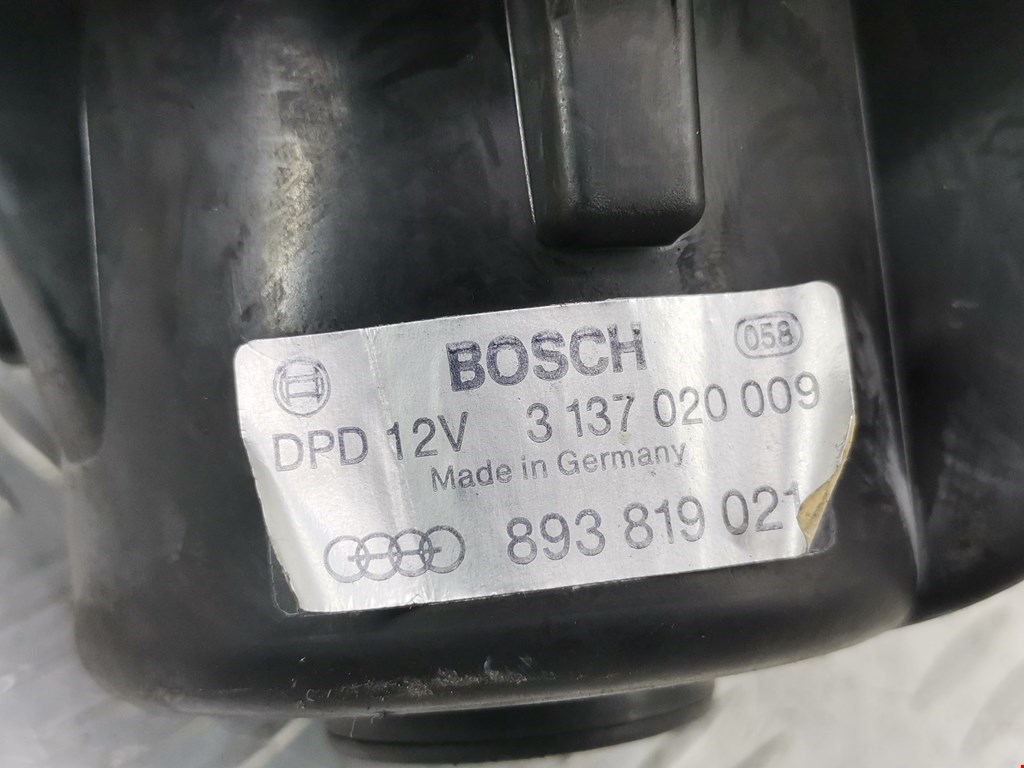 BOSCH 058
DPD 12V 3 137 020 009
Made in Germany
893 819 021